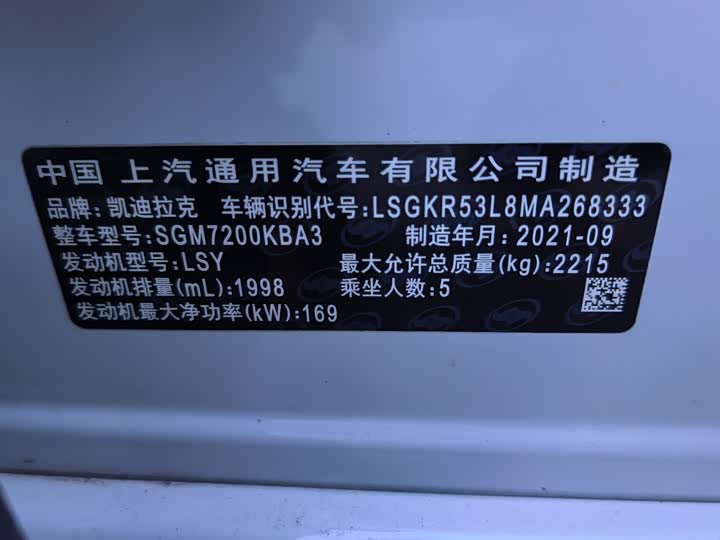 中国 上汽通用汽车有限公司制造
品牌: 凯迪拉克 车辆识别代号:LSGKR53L8MA268333
整车型号:SGM7200KBA3 制造年月:2021-09
发动机型号:LSY 最大允许总质量(kg):2215
发动机排量(mL):1998 乘坐人数:5
发动机最大净功率(kW):169